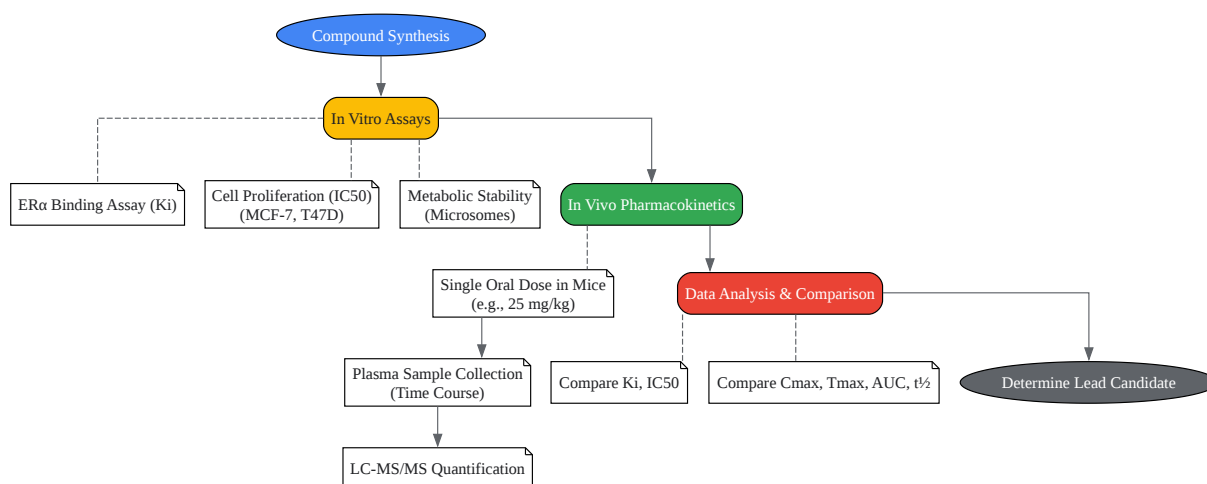 Compound Synthesis
In Vitro Assays
ERα Binding Assay (Ki)
Cell Proliferation (IC50)
(MCF-7, T47D)
Metabolic Stability
(Microsomes)
In Vivo Pharmacokinetics
Single Oral Dose in Mice
(e.g., 25 mg/kg)
Data Analysis & Comparison
Plasma Sample Collection
(Time Course)
Compare Ki, IC50
Compare Cmax, Tmax, AUC, t½
Determine Lead Candidate
LC-MS/MS Quantification